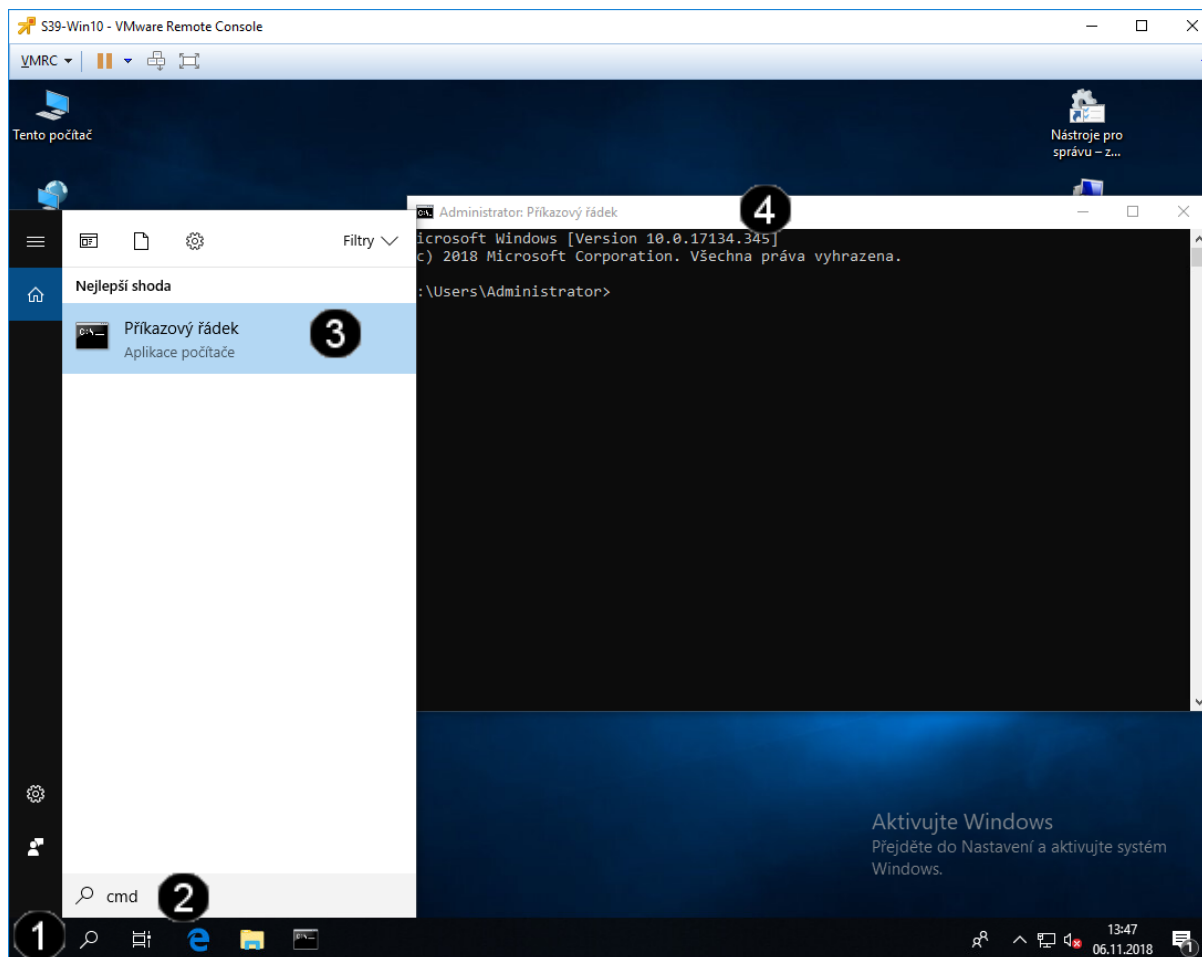 S39-Win10 - VMware Remote Console
VMRC
Tento počítač
Nástroje pro
správu – z...
4
Administrator: Příkazový řádek
icrosoft Windows [Version 10.0.17134.345]
c) 2018 Microsoft Corporation. Všechna práva vyhrazena.
:\Users\Administrator>
Filtry
Nejlepší shoda
Příkazový řádek
Aplikace počítače
3
Aktivujte Windows
Přejděte do Nastavení a aktivujte systém
Windows.
cmd
2
1
13:47
06.11.2018
1